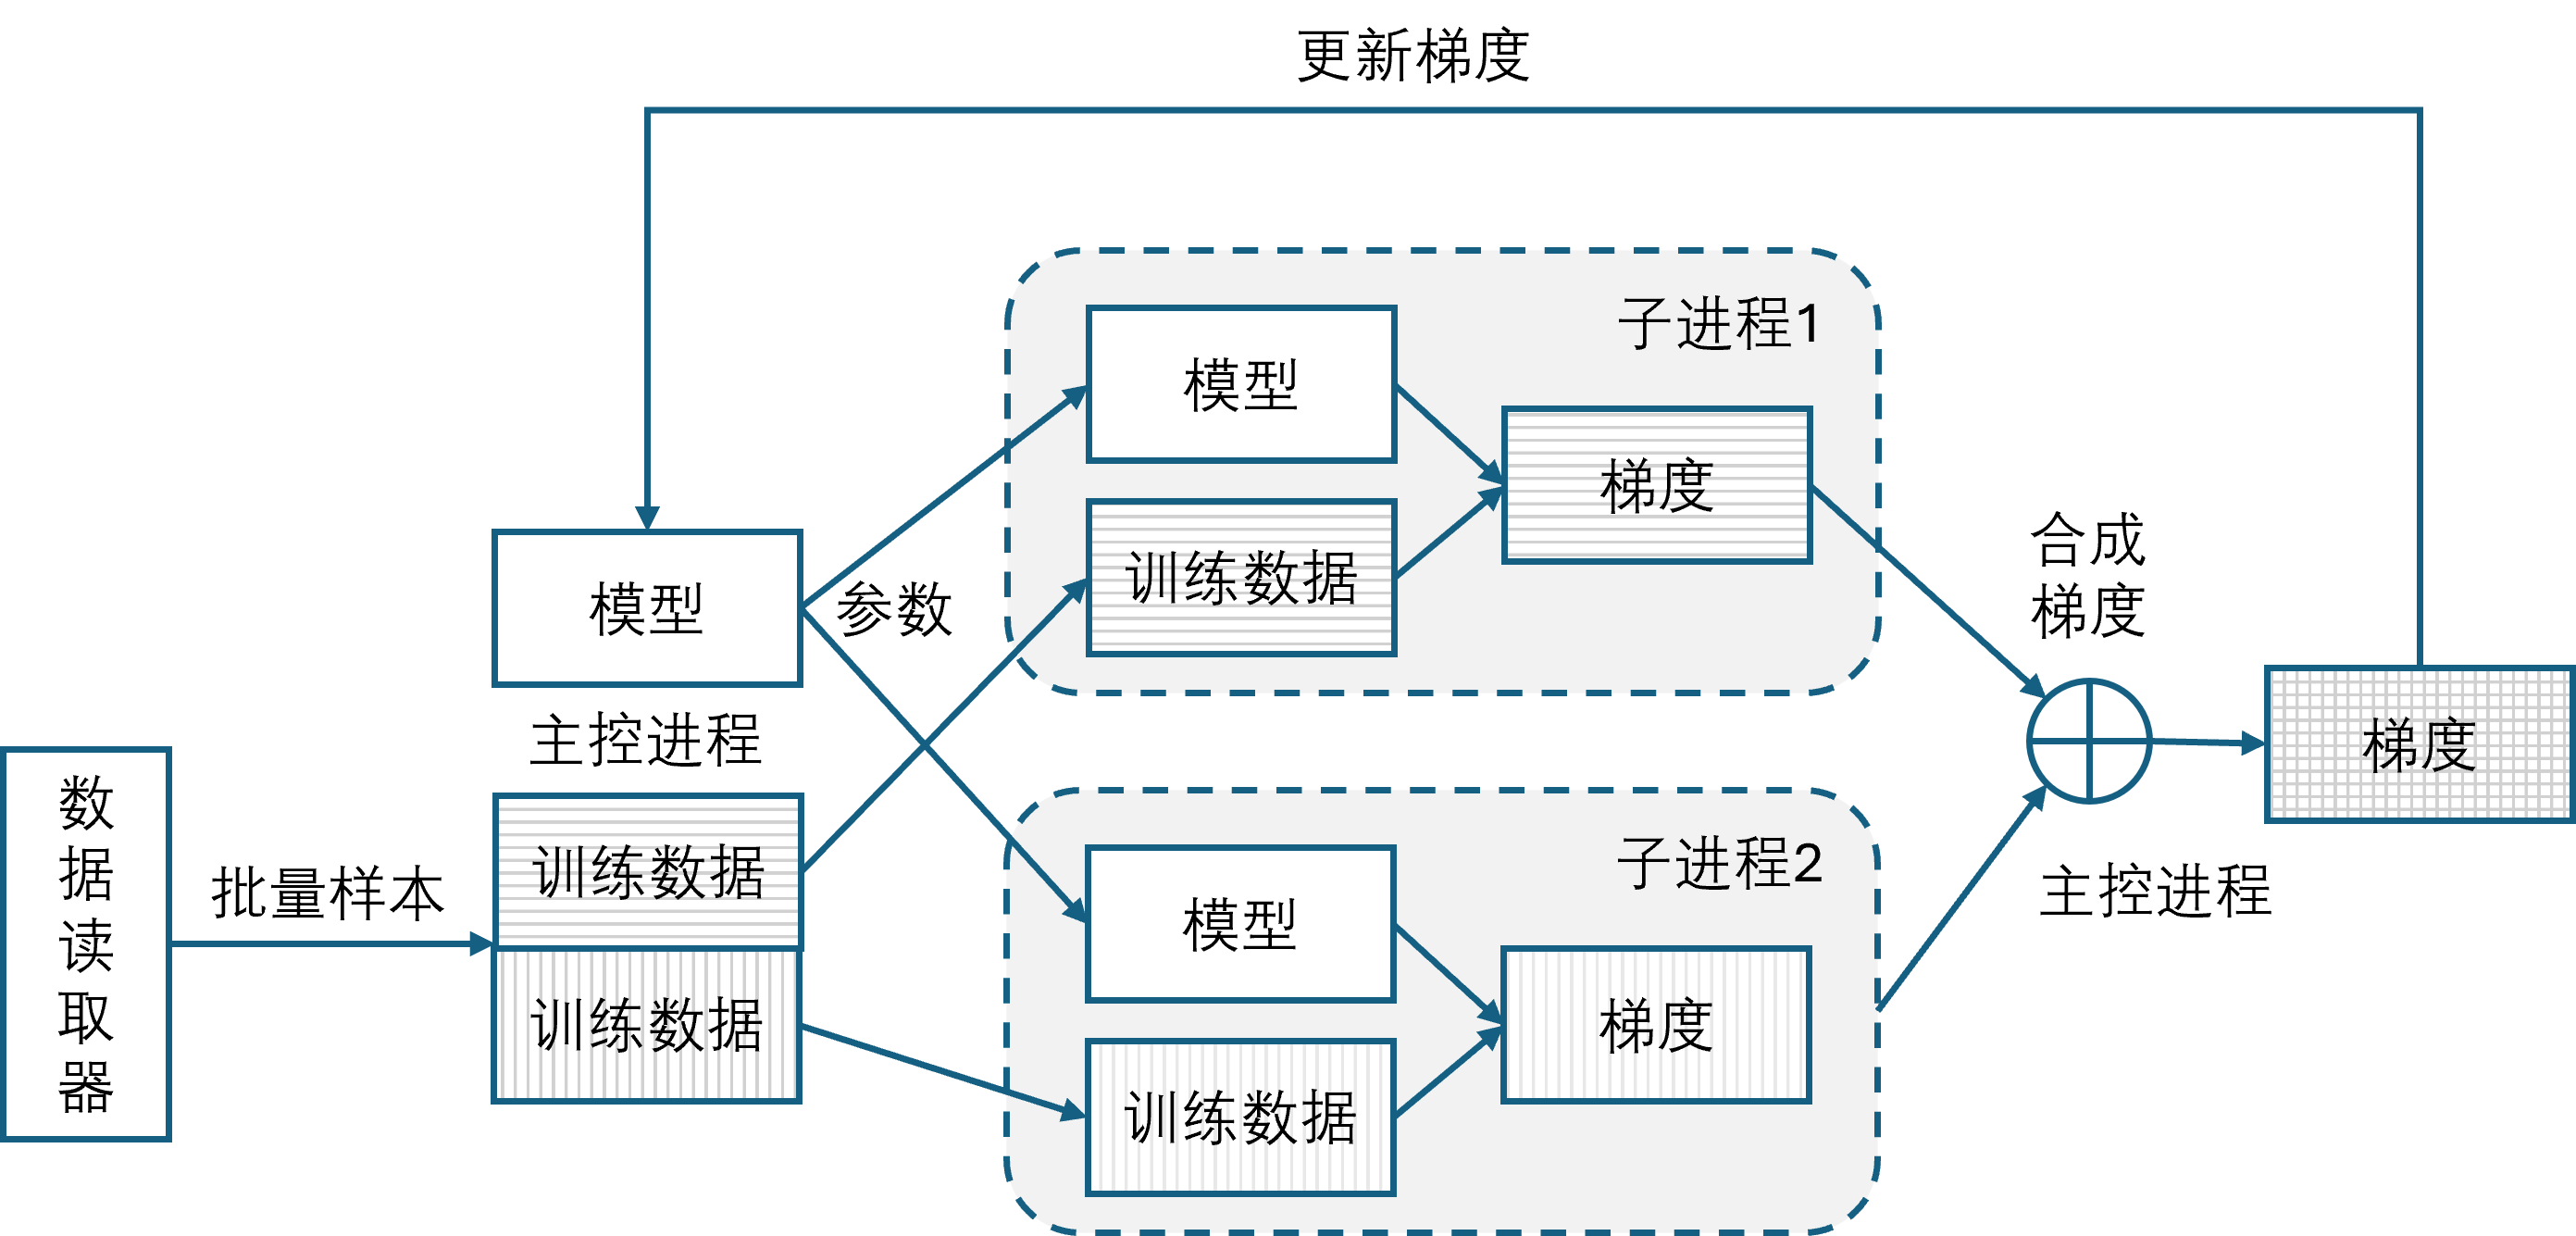 更新梯度
子进程1
模型
梯度
训练数据
合成
梯度
模型
参数
主控进程
梯度
数
据
读
取
器
批量样本
训练数据
训练数据
子进程2
模型
主控进程
梯度
训练数据